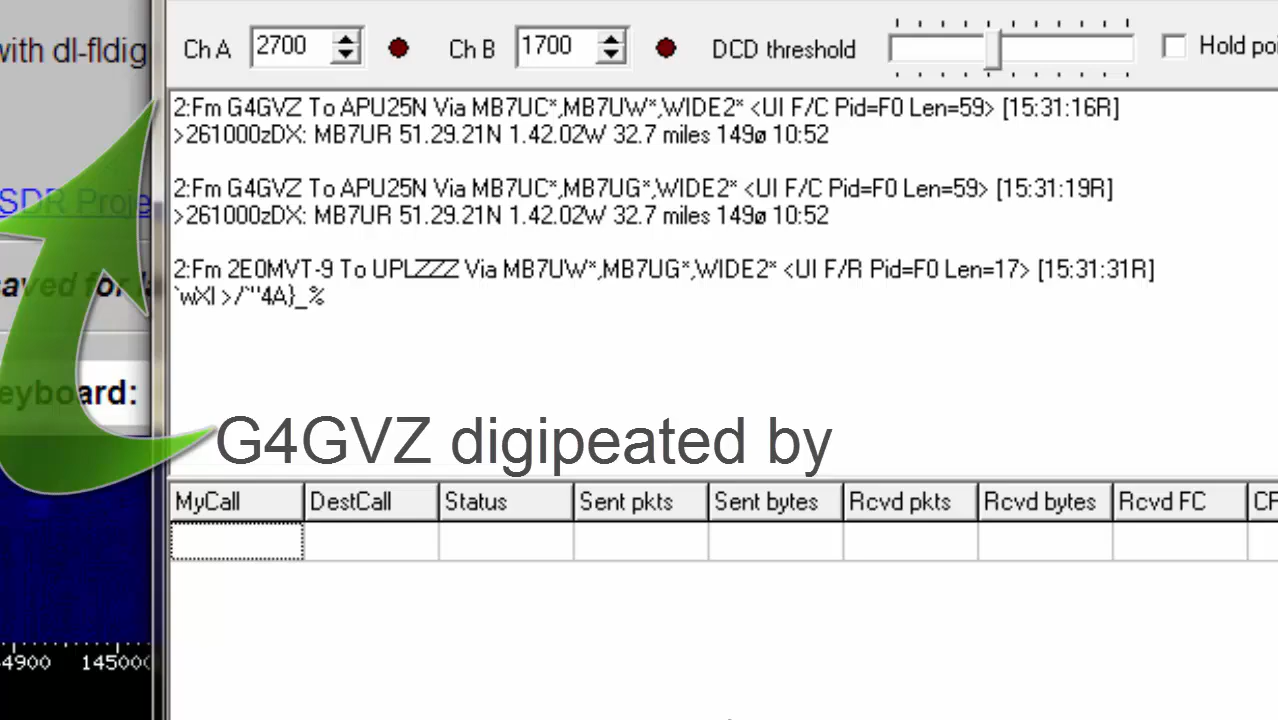 with dl-fldig
Ch A 2700 Ch B 1700 DCD threshold Hold poi
2:Fm G4GVZ To APU25N Via MB7UC*,MB7UW*,WIDE2* <UI F/C Pid=F0 Len=59> [15:31:16R]
>261000zDX: MB7UR 51.29.21N 1.42.02W 32.7 miles 149ø 10:52
2:Fm G4GVZ To APU25N Via MB7UC*,MB7UG*,WIDE2* <UI F/C Pid=F0 Len=59> [15:31:19R]
>261000zDX: MB7UR 51.29.21N 1.42.02W 32.7 miles 149ø 10:52
SDR Proje
2:Fm 2E0MVT-9 To UPLZZZ Via MB7UW*,MB7UG*,WIDE2* <UI F/R Pid=F0 Len=17> [15:31:31R]
`wXl >/`"4A}_%
aved for
eyboard:
G4GVZ digipeated by
MyCall DestCall Status Sent pkts Sent bytes Rcvd pkts Rcvd bytes Rcvd FC CR
4900 14500